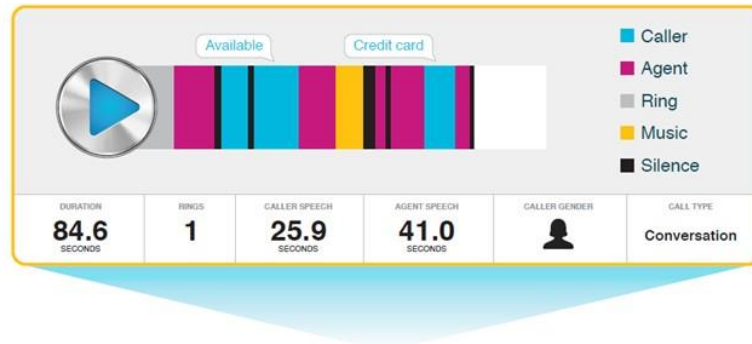 Available
Credit card
Caller
Agent
Ring
Music
Silence
DURATION
84.6
SECONDS
RINGS
1
CALLER SPEECH
25.9
SECONDS
AGENT SPEECH
41.0
SECONDS
CALLER GENDER
CALL TYPE
Conversation